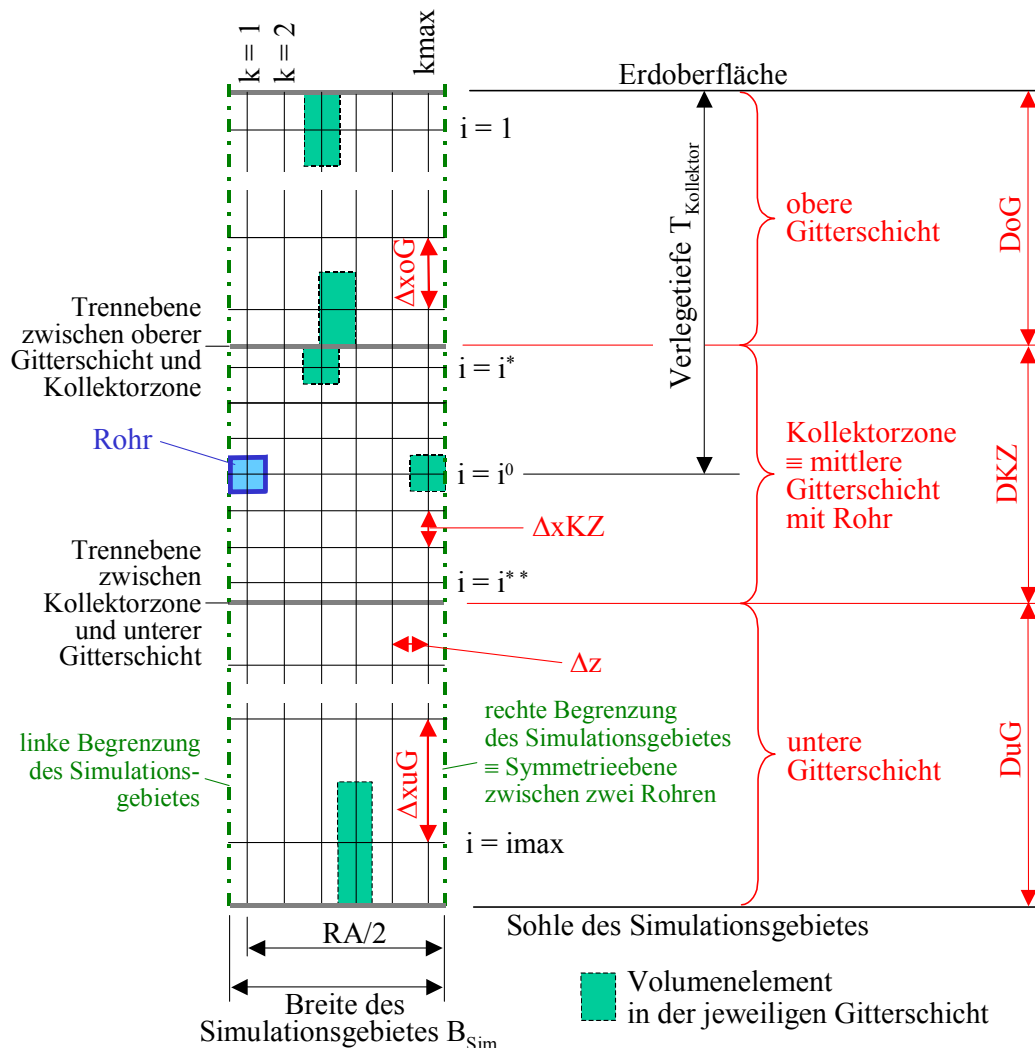 k = 1
k = 2
kmax
Erdoberfläche
i = 1
Verlegetiefe T_Kollektor
obere
Gitterschicht
DoG
ΔxoG
Trennebene
zwischen oberer
Gitterschicht und
Kollektorzone
i = i*
Rohr
i = i⁰
Kollektorzone
≡ mittlere
Gitterschicht
mit Rohr
DKZ
ΔxKZ
Trennebene
zwischen
Kollektorzone
und unterer
Gitterschicht
i = i**
Δz
linke Begrenzung
des Simulations-
gebietes
ΔxuG
rechte Begrenzung
des Simulationsgebietes
≡ Symmetrieebene
zwischen zwei Rohren
untere
Gitterschicht
DuG
i = imax
Sohle des Simulationsgebietes
RA/2
Breite des
Simulationsgebietes B_Sim
Volumenelement
in der jeweiligen Gitterschicht